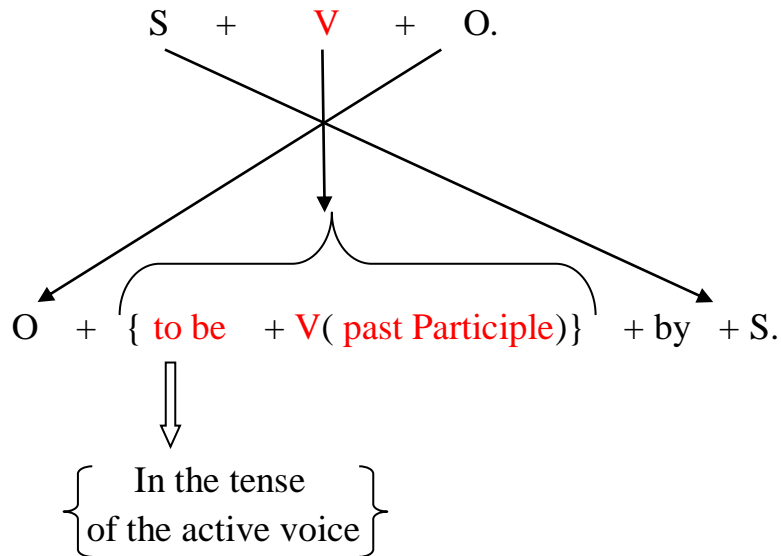 S + V + O.
O + { to be + V( past Participle)} + by + S.
In the tense
of the active voice